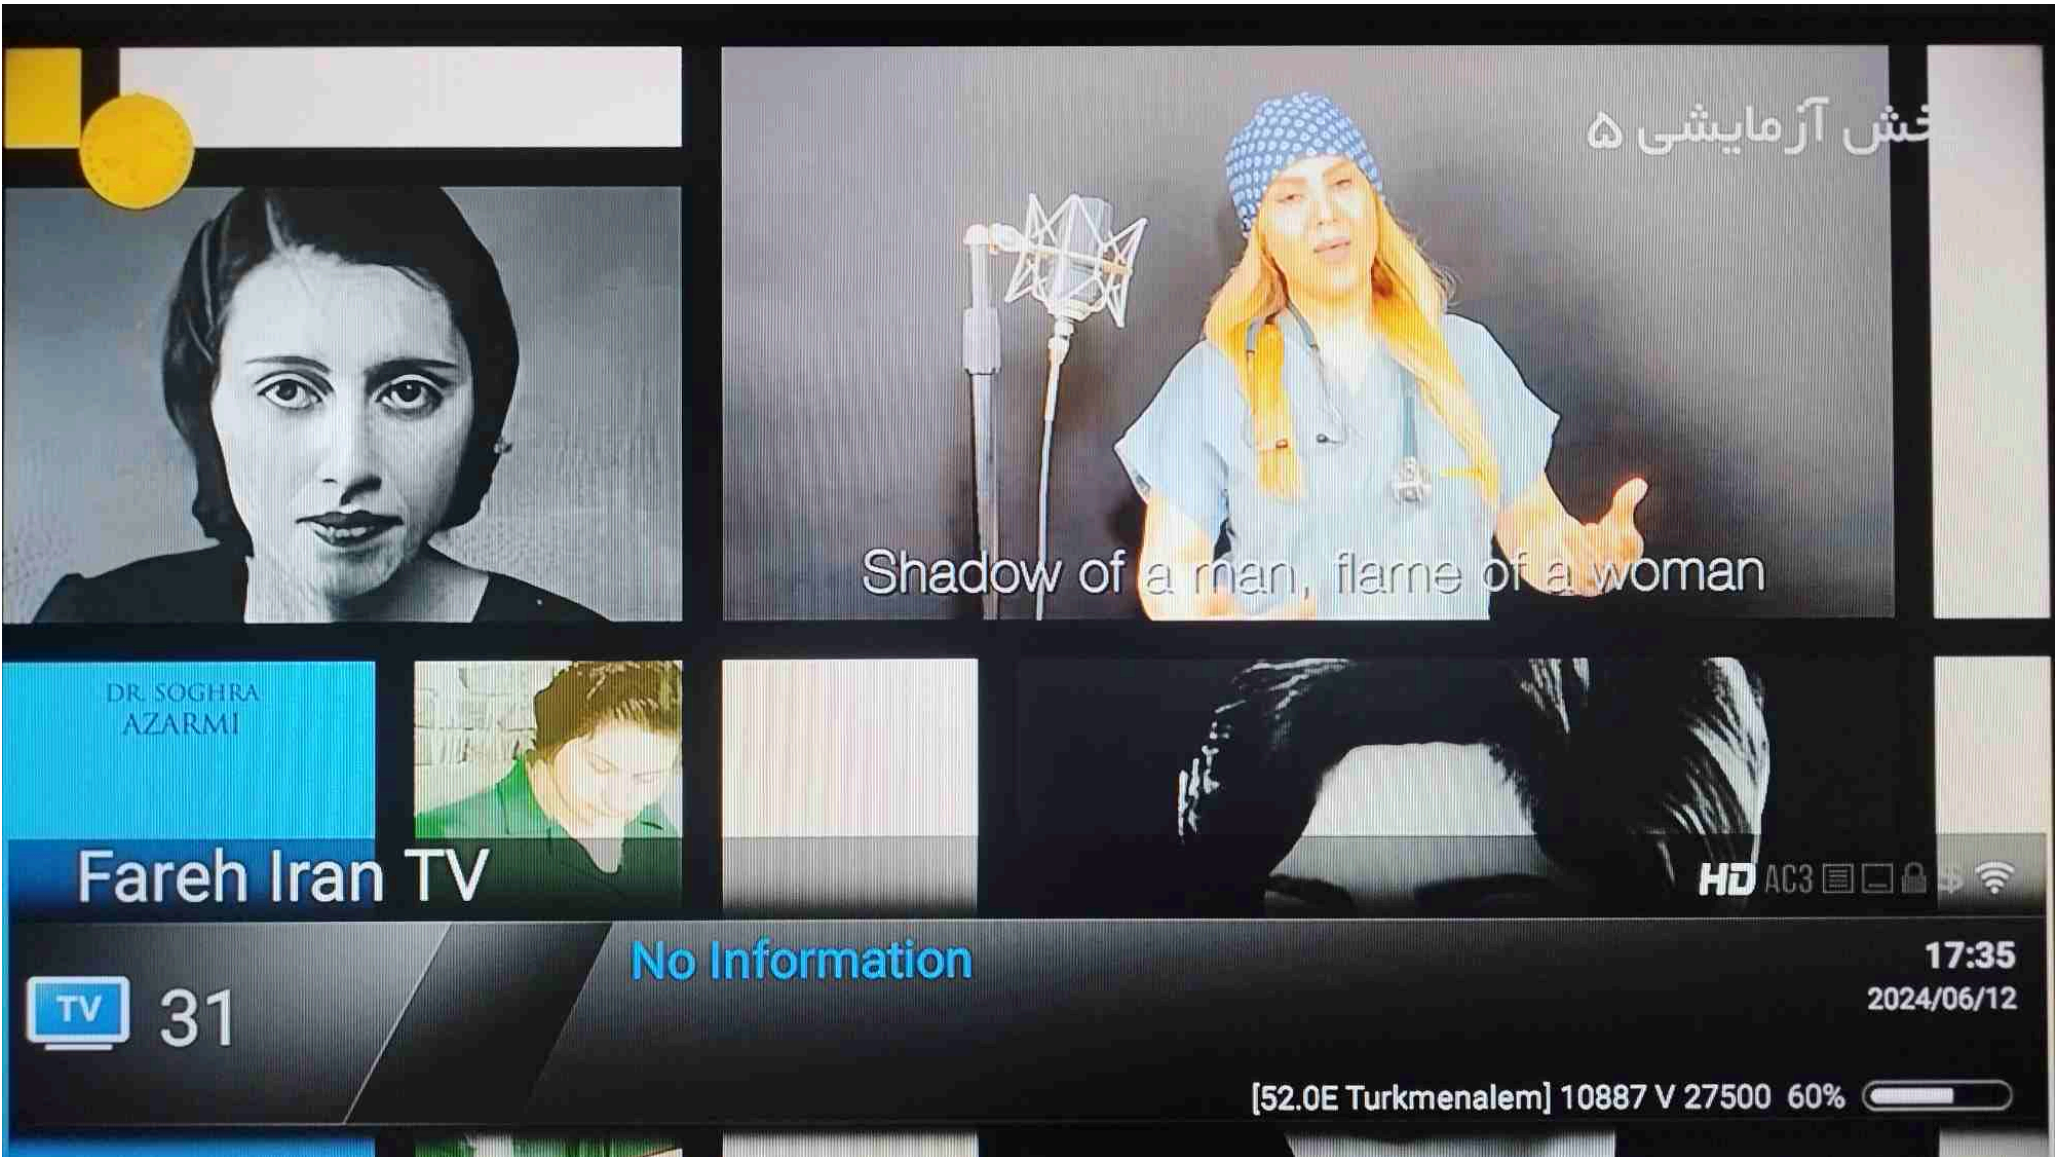 خش آزمایشی ۵
Shadow of a man, flame of a woman
DR. SOGHRA
AZARMI
Fareh Iran TV
HD AC3 $
No Information
TV 31
17:35
2024/06/12
[52.0E Turkmenalem] 10887 V 27500 60%